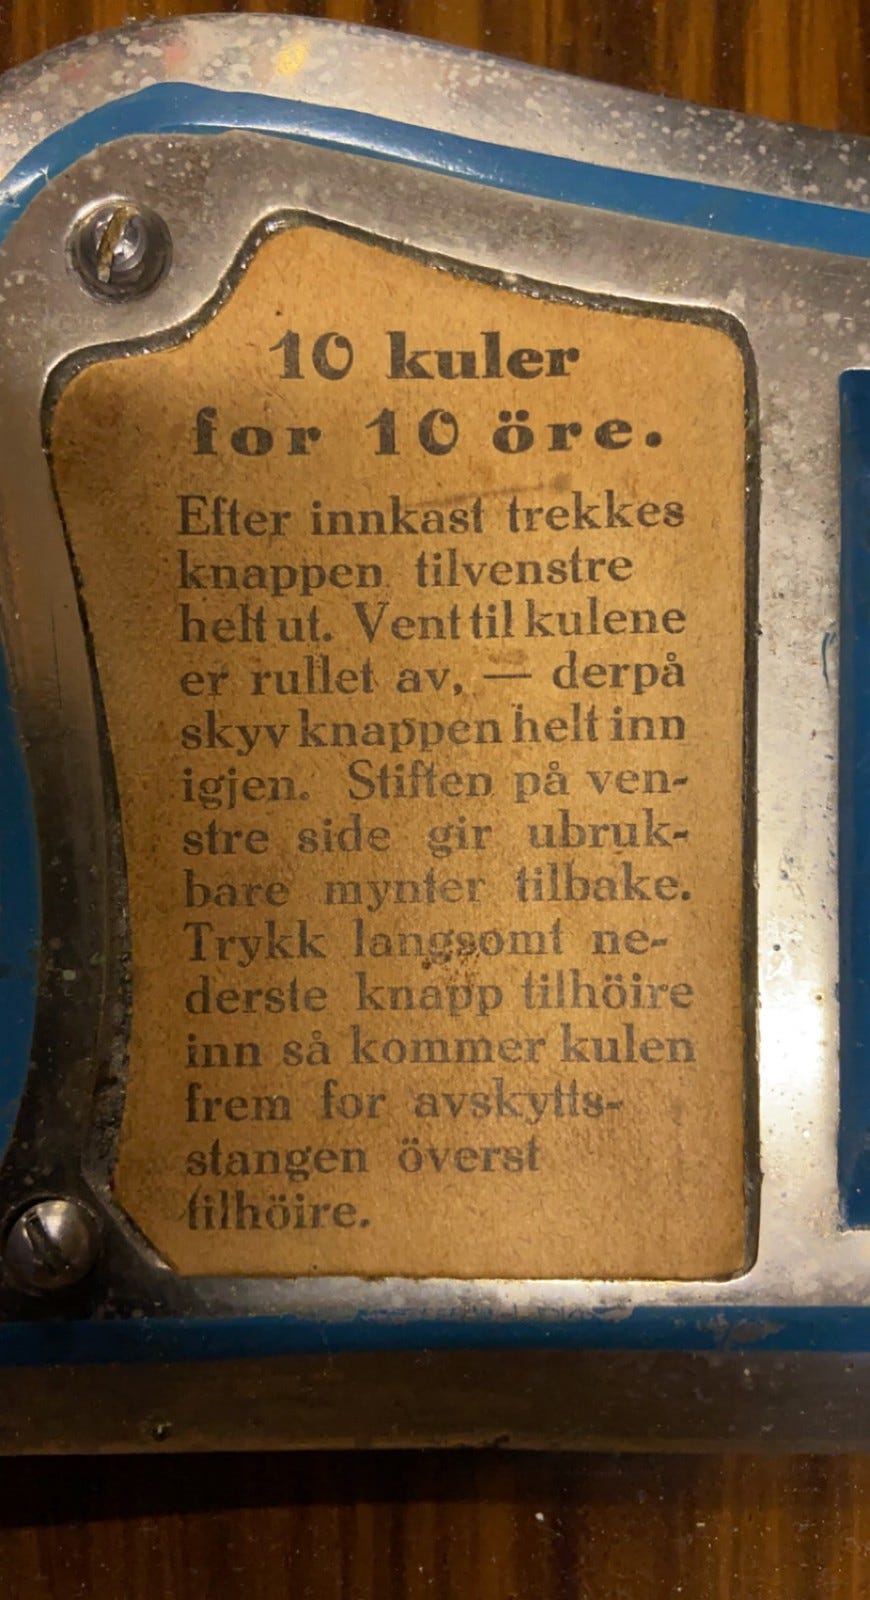 10 kuler
for 10 öre.
Efter innkast trekkes
knappen tilvenstre
helt ut. Vent til kulene
er rullet av, — derpå
skyv knappen helt inn
igjen. Stiften på ven-
stre side gir ubruk-
bare mynter tilbake.
Trykk langsomt ne-
derste knapp tilhöire
inn så kommer kulen
frem for avskytts-
stangen överst
tilhöire.